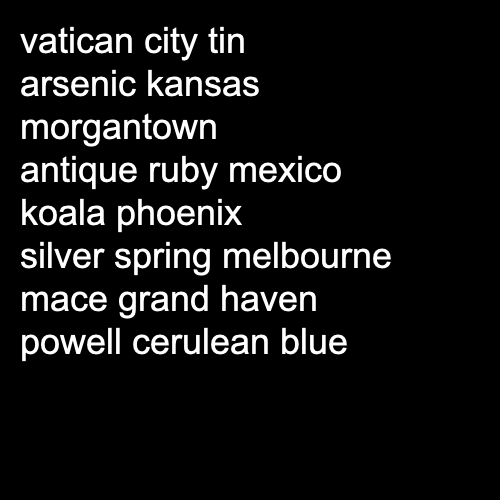 vatican city tin
arsenic kansas
morgantown
antique ruby mexico
koala phoenix
silver spring melbourne
mace grand haven
powell cerulean blue